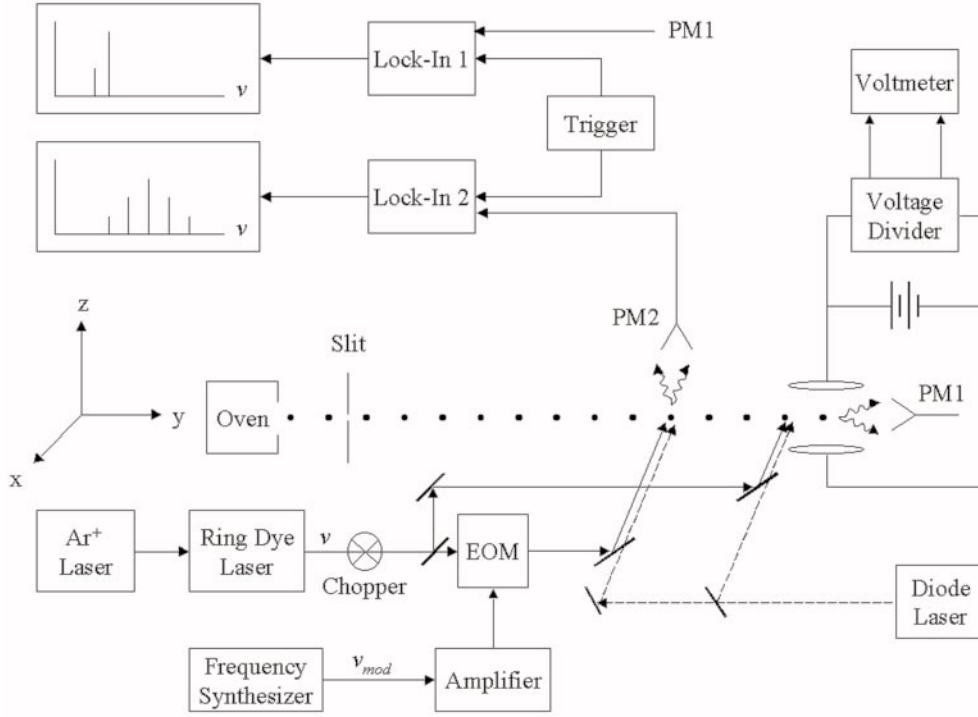 PM1
Lock-In 1
ν
Trigger
Voltmeter
Lock-In 2
ν
Voltage
Divider
PM2
z
Slit
y
Oven
PM1
x
Ar+
Laser
Ring Dye
Laser
ν
Chopper
EOM
Diode
Laser
Frequency
Synthesizer
νmod
Amplifier